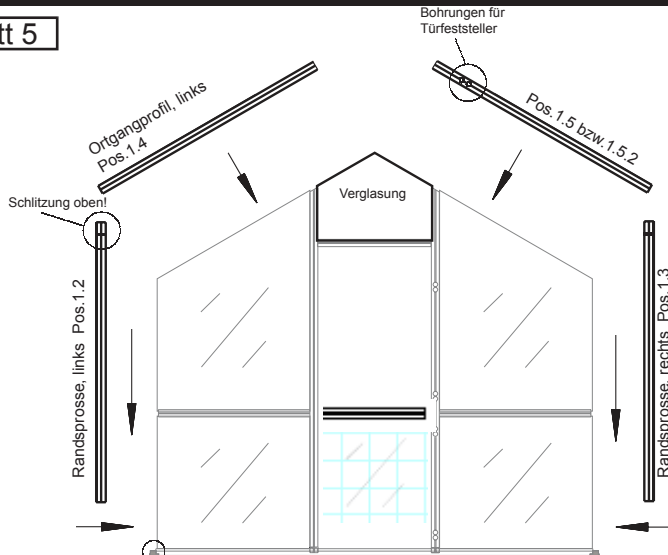 tt 5
Bohrungen für
Türfeststeller
Ortgangprofil, links
Pos.1.4
Pos.1.5 bzw.1.5.2
Schlitzung oben!
Verglasung
Randsprosse, links Pos.1.2
Randsprosse, rechts Pos.1.3